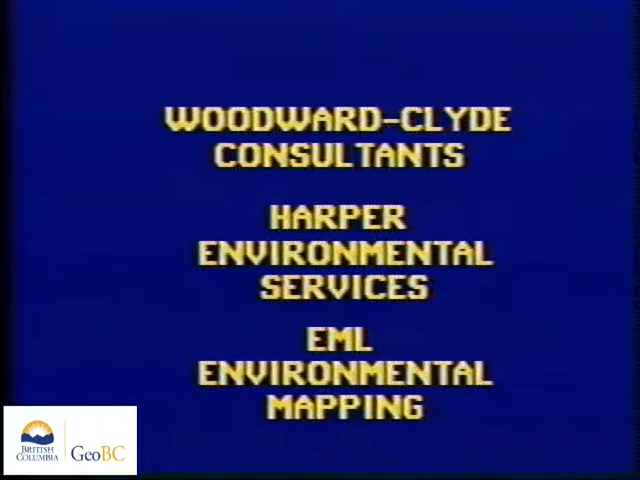 WOODWARD-CLYDE
CONSULTANTS
HARPER
ENVIRONMENTAL
SERVICES
EML
ENVIRONMENTAL
MAPPING
BRITISH
COLUMBIA
GeoBC